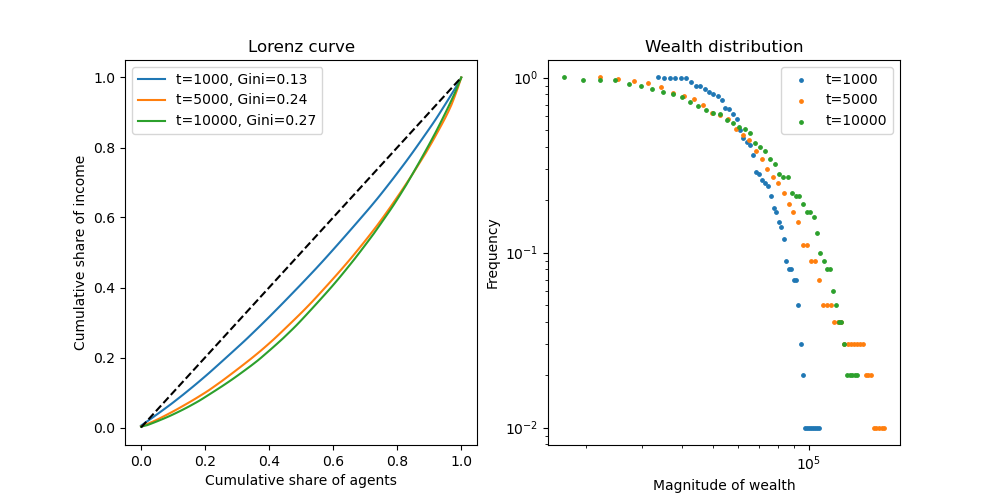 Lorenz curve
t=1000, Gini=0.13
t=5000, Gini=0.24
t=10000, Gini=0.27
1.0
0.8
0.6
0.4
0.2
0.0
Cumulative share of income
0.0 0.2 0.4 0.6 0.8 1.0
Cumulative share of agents
Wealth distribution
t=1000
t=5000
t=10000
10⁰
10⁻¹
10⁻²
Frequency
10⁵
Magnitude of wealth